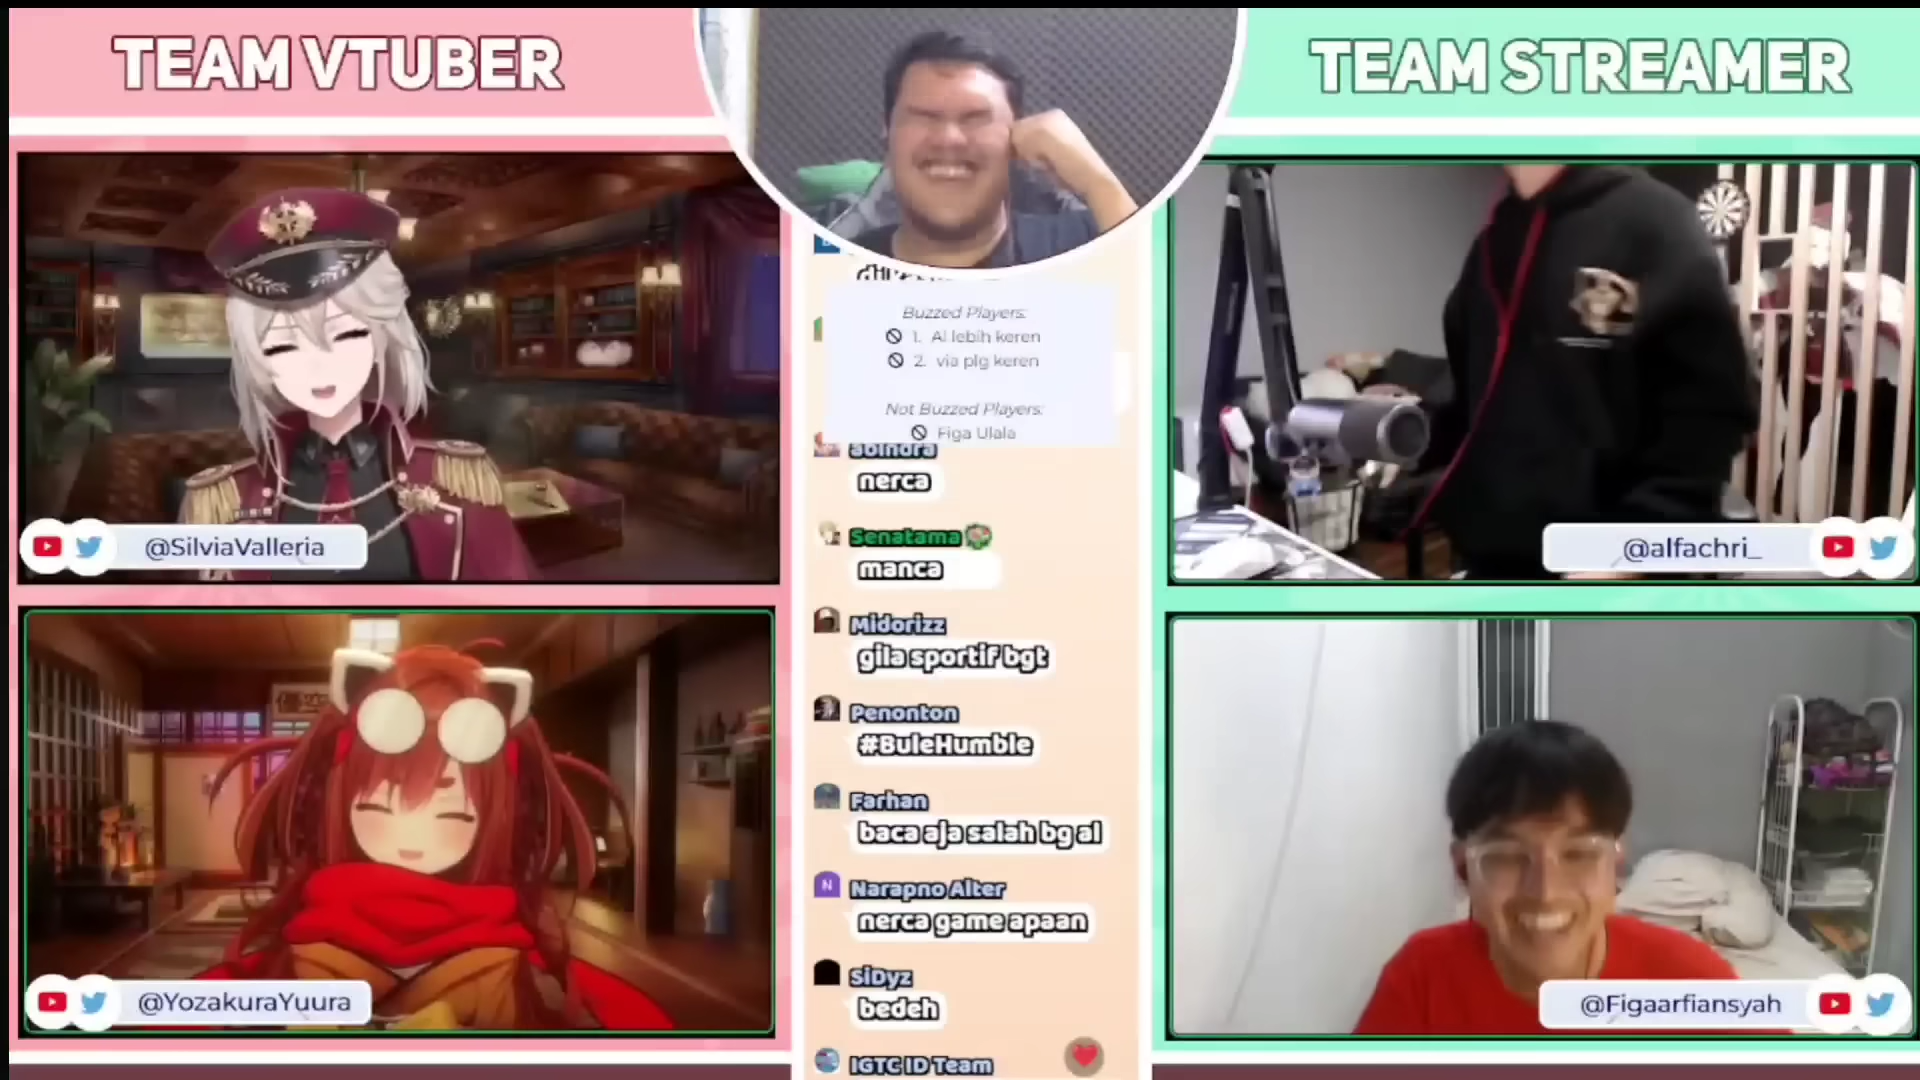 TEAM VTUBER
TEAM STREAMER
Buzzed Players:
1. Al lebih keren
2. via plg keren
Not Buzzed Players:
Figa Ulala
nerca
Senatama
manca
Midorizz
gila sportif bgt
Penonton
#BuleHumble
Farhan
baca aja salah bg al
N
Narapno Alter
nerca game apaan
SiDyz
bedeh
IGTC ID Team
@SilviaValleria
@alfachri_
@YozakuraYuura
@Figaarfiansyah